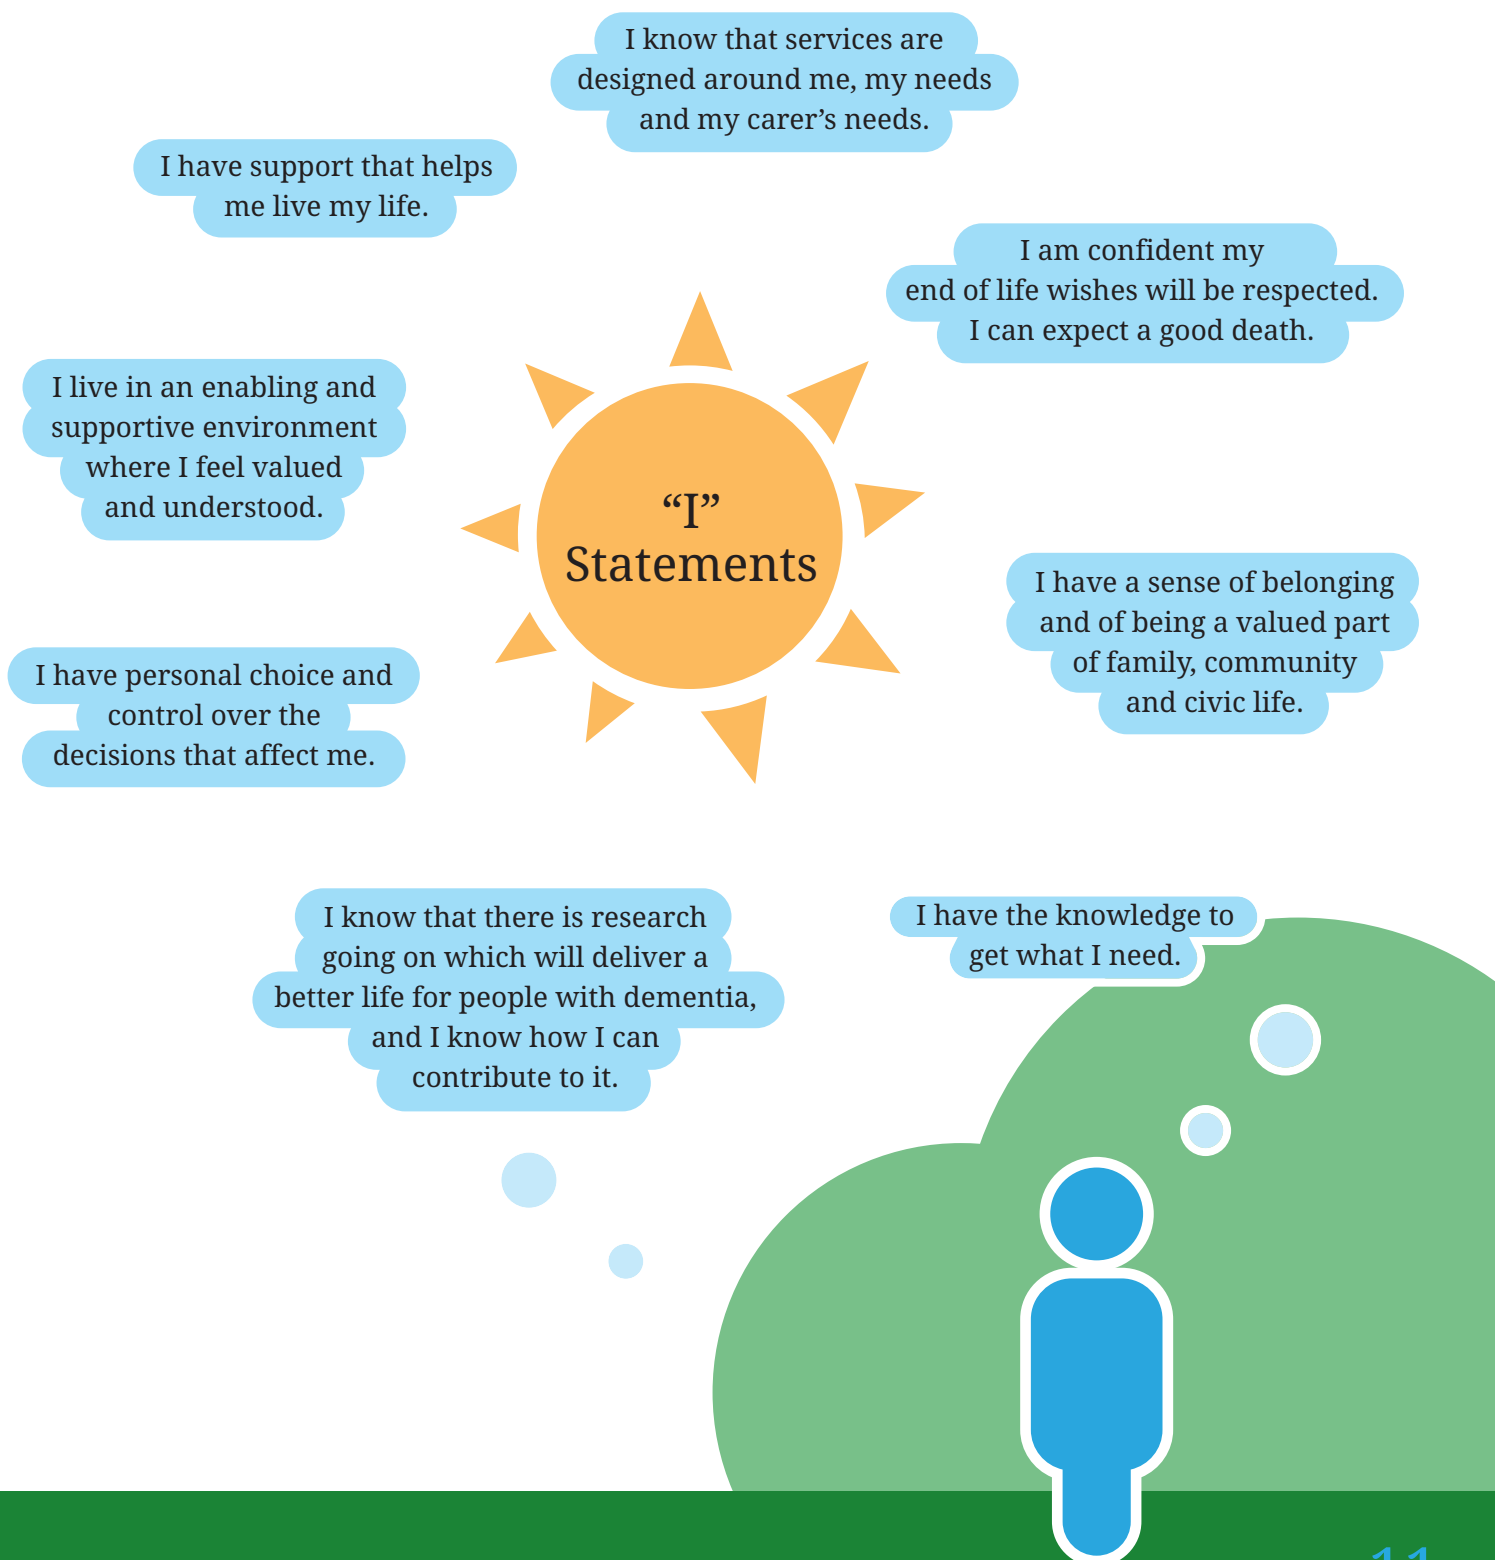 I know that services are
designed around me, my needs
and my carer’s needs.
I have support that helps
me live my life.
I am confident my
end of life wishes will be respected.
I can expect a good death.
I live in an enabling and
supportive environment
where I feel valued
and understood.
“I”
Statements
I have a sense of belonging
and of being a valued part
of family, community
and civic life.
I have personal choice and
control over the
decisions that affect me.
I know that there is research
going on which will deliver a
better life for people with dementia,
and I know how I can
contribute to it.
I have the knowledge to
get what I need.
11